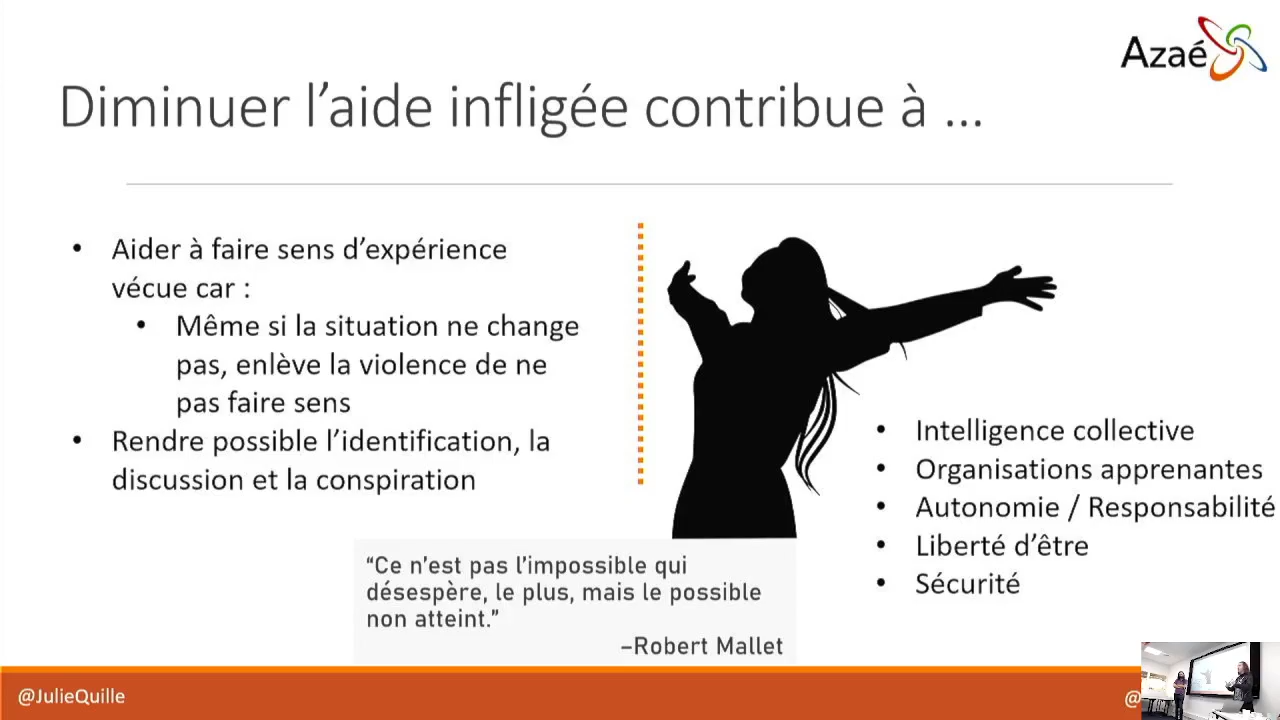 Azaé
Diminuer l’aide infligée contribue à ...
• Aider à faire sens d’expérience
vécue car :
• Même si la situation ne change
pas, enlève la violence de ne
pas faire sens
• Rendre possible l’identification, la
discussion et la conspiration
• Intelligence collective
• Organisations apprenantes
• Autonomie / Responsabilité
• Liberté d’être
• Sécurité
“Ce n’est pas l’impossible qui
désespère, le plus, mais le possible
non atteint.”
–Robert Mallet
@JulieQuille
@